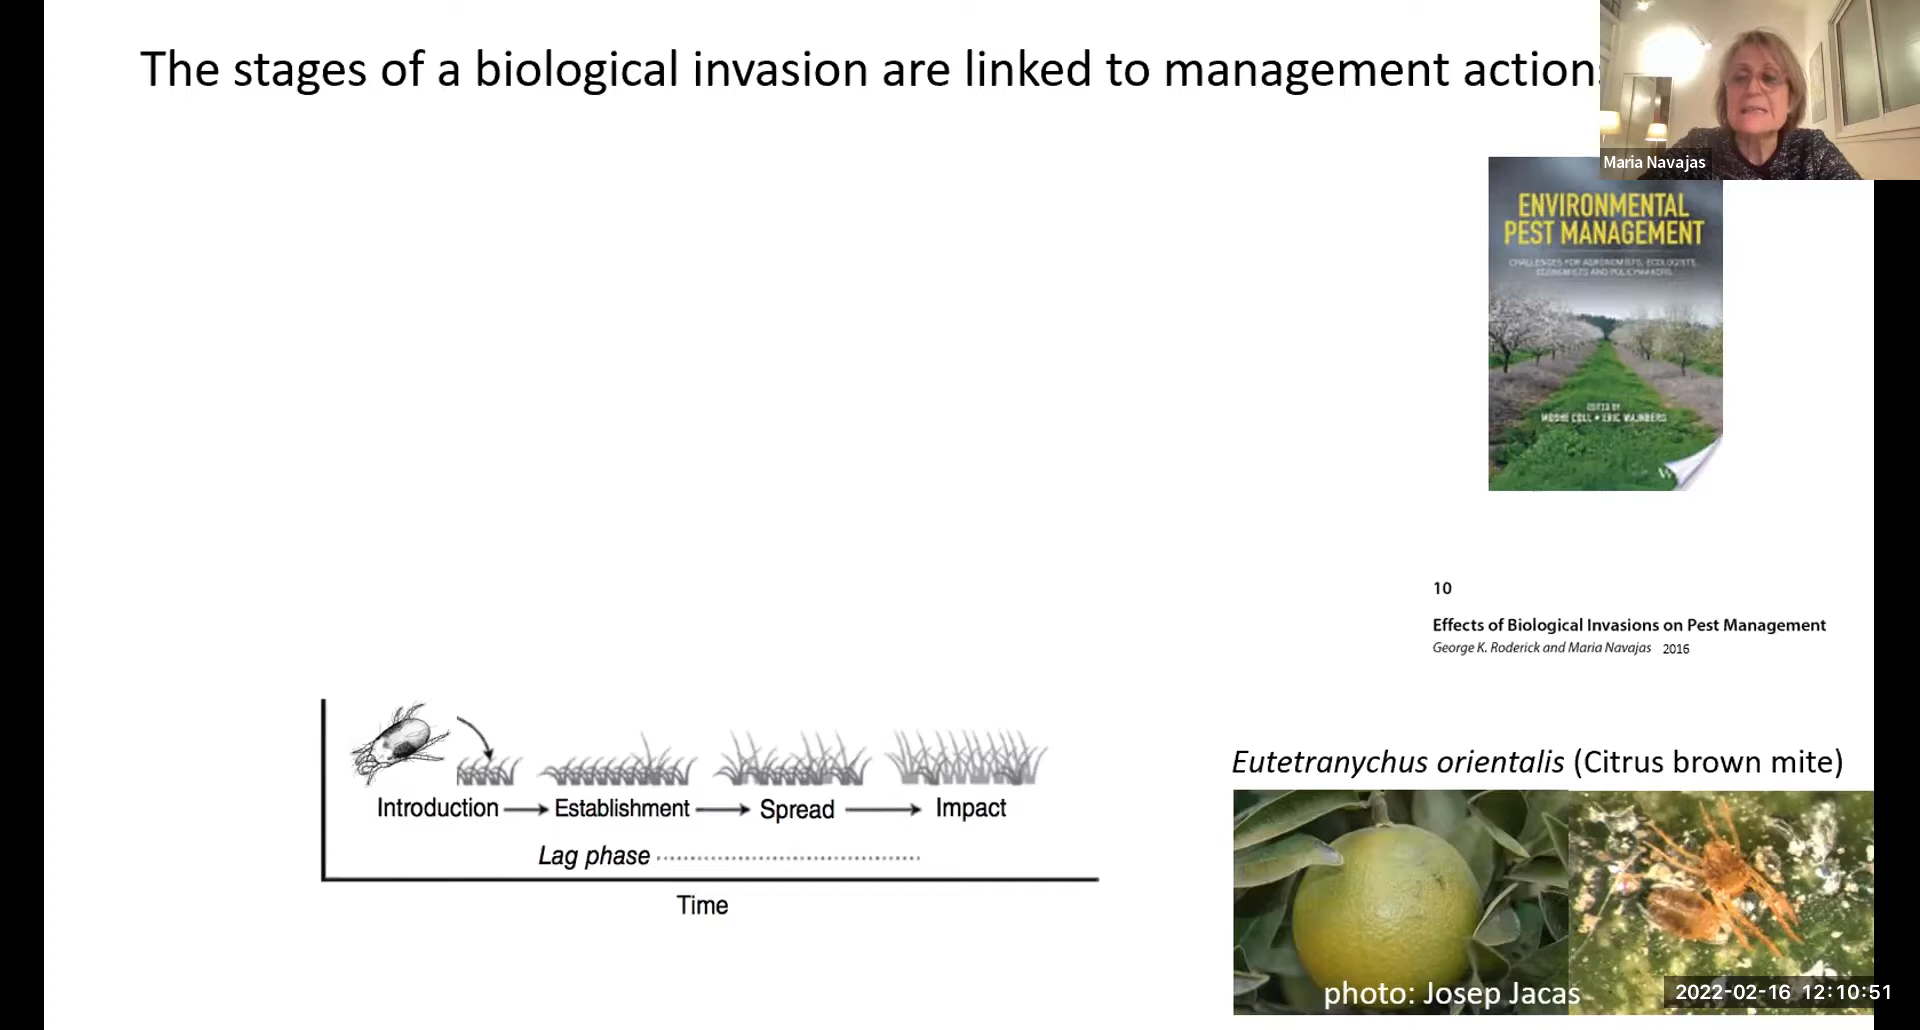 The stages of a biological invasion are linked to management action
Maria Navajas
ENVIRONMENTAL
PEST MANAGEMENT
CHALLENGES FOR AGRONOMISTS, ECOLOGISTS,
ECONOMISTS AND POLICYMAKERS
EDITED BY
MOSHE COLL • ERIC WAJNBERG
10
Effects of Biological Invasions on Pest Management
George K. Roderick and Maria Navajas 2016
Introduction Establishment Spread Impact
Lag phase
Time
Eutetranychus orientalis (Citrus brown mite)
photo: Josep Jacas
2022-02-16 12:10:51